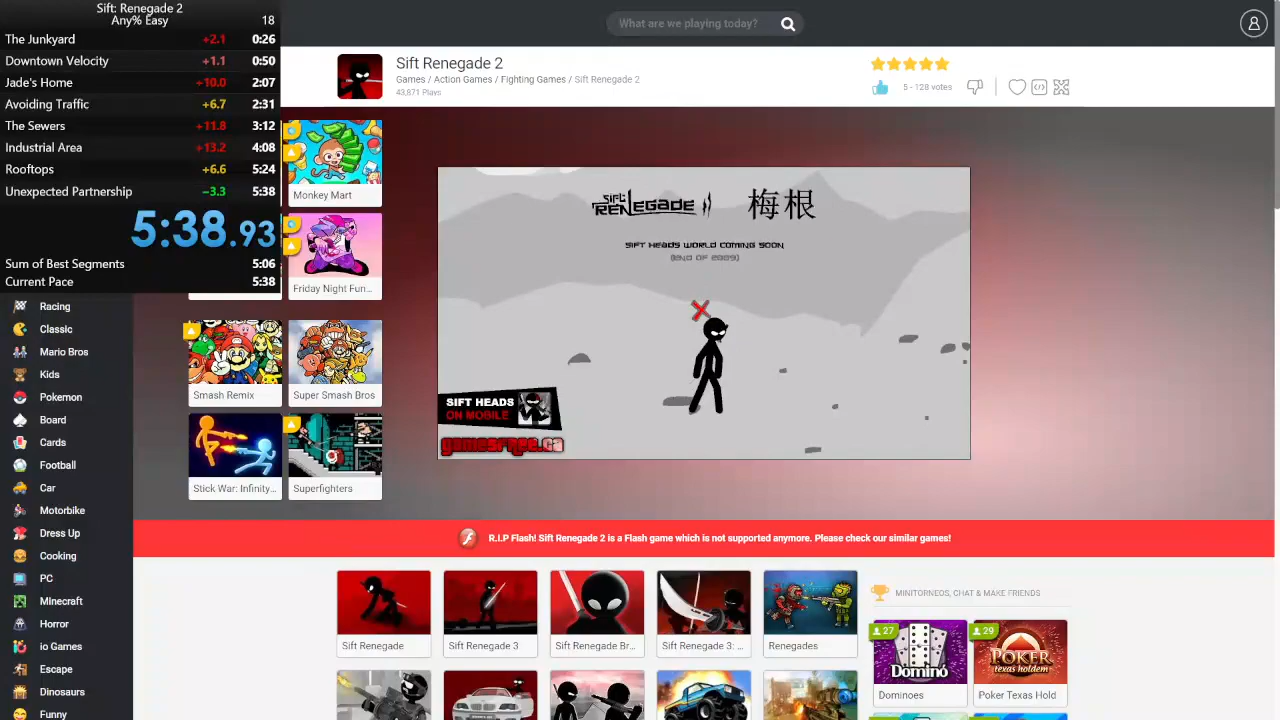 Sift: Renegade 2
Any% Easy 18
The Junkyard +2.1 0:26
Downtown Velocity +1.1 0:50
Jade's Home +10.0 2:07
Avoiding Traffic +6.7 2:31
The Sewers +11.8 3:12
Industrial Area +13.2 4:08
Rooftops +6.6 5:24
Unexpected Partnership −3.3 5:38
5:38.93
Sum of Best Segments 5:06
Current Pace 5:38
What are we playing today?
Sift Renegade 2
Games / Action Games / Fighting Games / Sift Renegade 2
43,871 Plays
5 - 128 votes
Monkey Mart
Friday Night Fun...
Smash Remix
Super Smash Bros
Stick War: Infinity...
Superfighters
Racing
Classic
Mario Bros
Kids
Pokemon
Board
Cards
Football
Car
Motorbike
Dress Up
Cooking
PC
Minecraft
Horror
io Games
Escape
Dinosaurs
Funny
SIFT RENEGADE II 梅根
SIFT HEADS WORLD COMING SOON
(END OF 2009)
SIFT HEADS
ON MOBILE
gamesfree.ca
R.I.P Flash! Sift Renegade 2 is a Flash game which is not supported anymore. Please check our similar games!
Sift Renegade
Sift Renegade 3
Sift Renegade Br...
Sift Renegade 3: ...
Renegades
MINITORNEOS, CHAT & MAKE FRIENDS
27
Domino
Dominoes
29
POKER
texas holdem
Poker Texas Hold